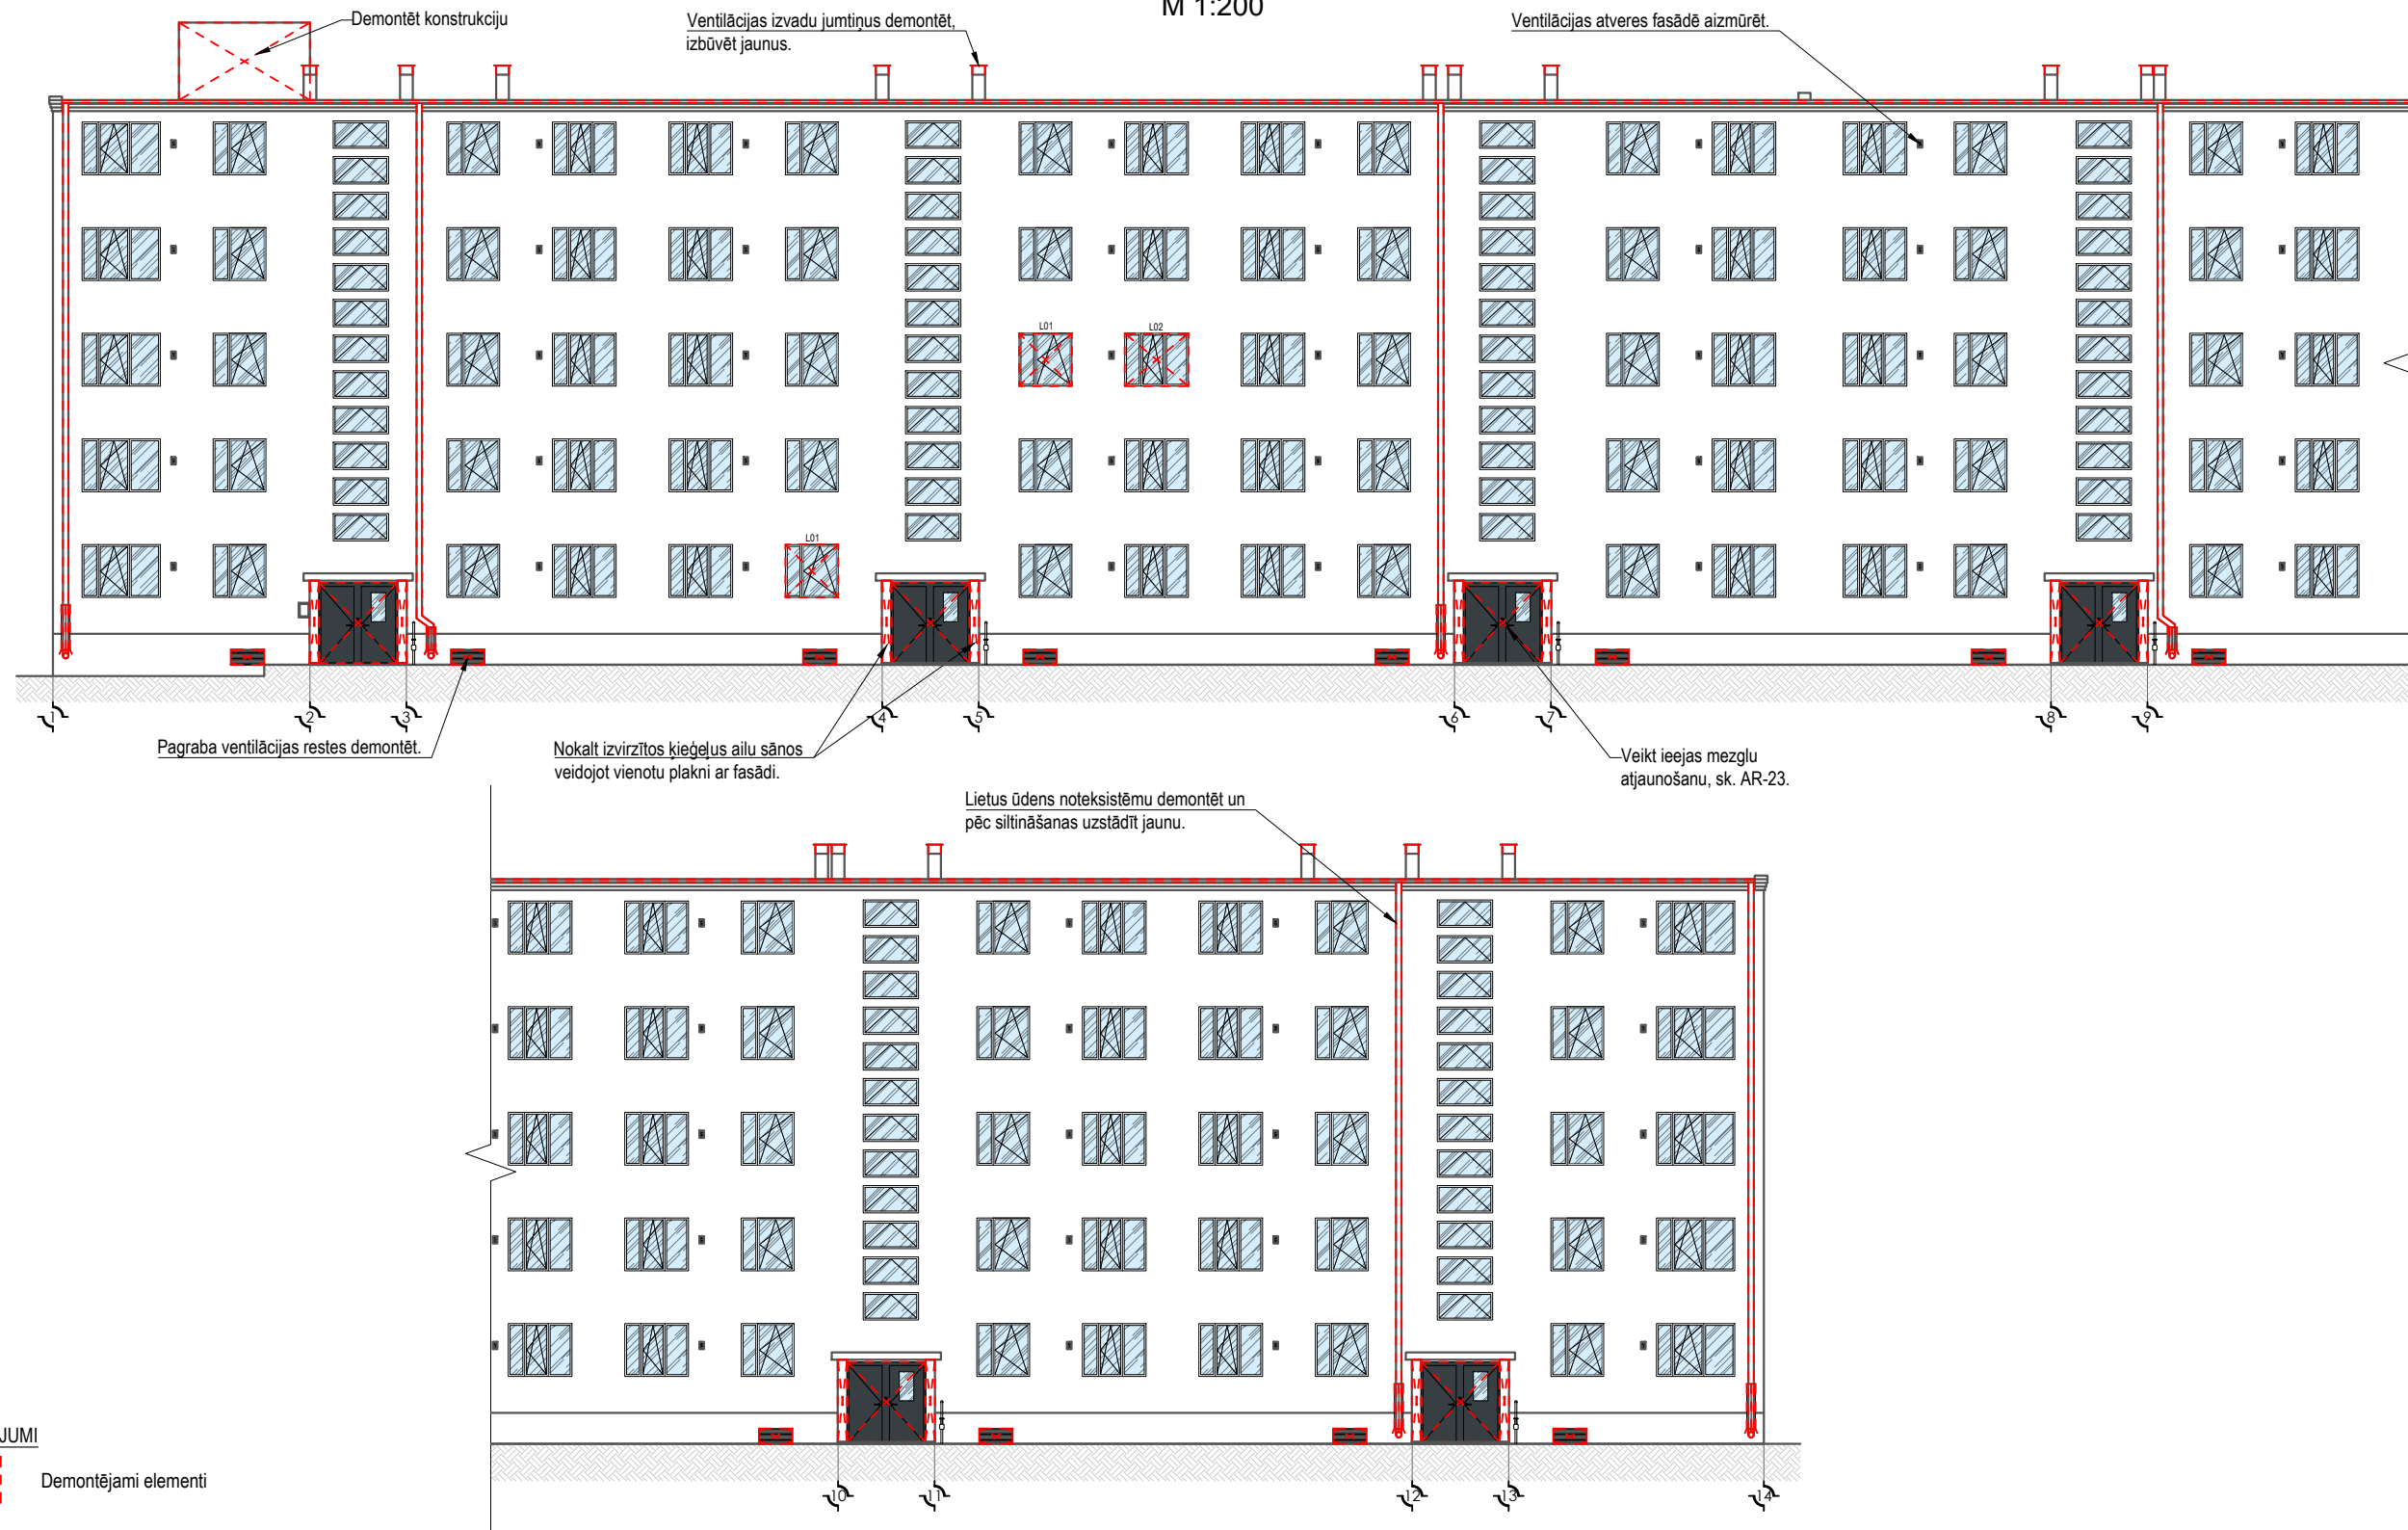 M 1:200
Demontēt konstrukciju
Ventilācijas izvadu jumtiņus demontēt,
izbūvēt jaunus.
Ventilācijas atveres fasādē aizmūrēt.
L01
L02
L01
1
2
3
4
5
6
7
8
9
Pagraba ventilācijas restes demontēt.
Nokalt izvirzītos ķieģeļus ailu sānos
veidojot vienotu plakni ar fasādi.
Veikt ieejas mezglu
atjaunošanu, sk. AR-23.
Lietus ūdens noteksistēmu demontēt un
pēc siltināšanas uzstādīt jaunu.
JUMI
Demontējami elementi
10
11
12
13
14